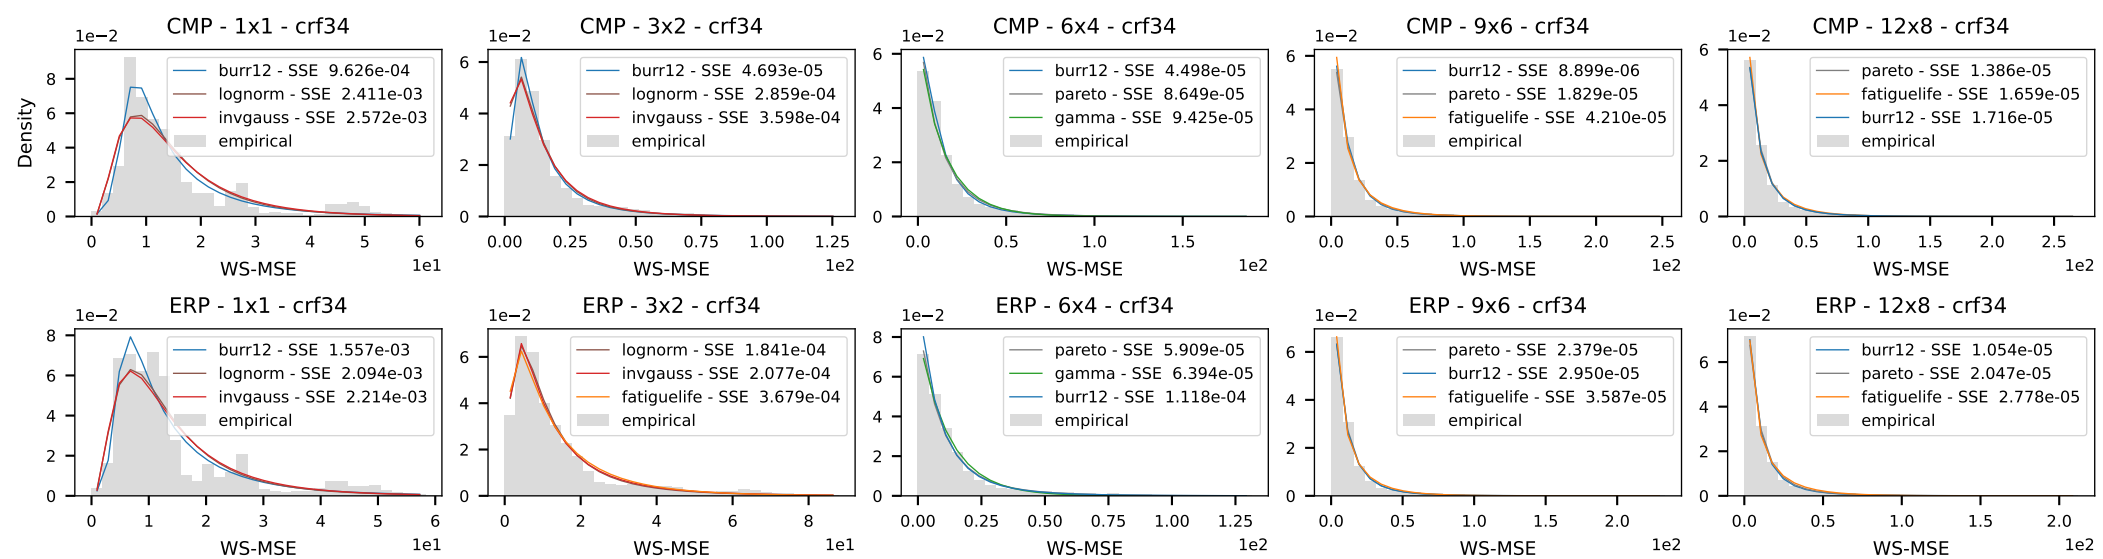 CMP - 1x1 - crf34
1e−2
Density
8
6
4
2
0
burr12 - SSE 9.626e-04
lognorm - SSE 2.411e-03
invgauss - SSE 2.572e-03
empirical
0 1 2 3 4 5 6
1e1
WS-MSE
CMP - 3x2 - crf34
1e−2
6
4
2
0
burr12 - SSE 4.693e-05
lognorm - SSE 2.859e-04
invgauss - SSE 3.598e-04
empirical
0.00 0.25 0.50 0.75 1.00 1.25
1e2
WS-MSE
CMP - 6x4 - crf34
1e−2
6
4
2
0
burr12 - SSE 4.498e-05
pareto - SSE 8.649e-05
gamma - SSE 9.425e-05
empirical
0.0 0.5 1.0 1.5
1e2
WS-MSE
CMP - 9x6 - crf34
1e−2
6
4
2
0
burr12 - SSE 8.899e-06
pareto - SSE 1.829e-05
fatiguelife - SSE 4.210e-05
empirical
0.0 0.5 1.0 1.5 2.0 2.5
1e2
WS-MSE
CMP - 12x8 - crf34
1e−2
6
4
2
0
pareto - SSE 1.386e-05
fatiguelife - SSE 1.659e-05
burr12 - SSE 1.716e-05
empirical
0.0 0.5 1.0 1.5 2.0 2.5
1e2
WS-MSE
ERP - 1x1 - crf34
1e−2
8
6
4
2
0
burr12 - SSE 1.557e-03
lognorm - SSE 2.094e-03
invgauss - SSE 2.214e-03
empirical
0 1 2 3 4 5 6
1e1
WS-MSE
ERP - 3x2 - crf34
1e−2
6
4
2
0
lognorm - SSE 1.841e-04
invgauss - SSE 2.077e-04
fatiguelife - SSE 3.679e-04
empirical
0 2 4 6 8
1e1
WS-MSE
ERP - 6x4 - crf34
1e−2
8
6
4
2
0
pareto - SSE 5.909e-05
gamma - SSE 6.394e-05
burr12 - SSE 1.118e-04
empirical
0.00 0.25 0.50 0.75 1.00 1.25
1e2
WS-MSE
ERP - 9x6 - crf34
1e−2
6
4
2
0
pareto - SSE 2.379e-05
burr12 - SSE 2.950e-05
fatiguelife - SSE 3.587e-05
empirical
0.0 0.5 1.0 1.5 2.0
1e2
WS-MSE
ERP - 12x8 - crf34
1e−2
6
4
2
0
burr12 - SSE 1.054e-05
pareto - SSE 2.047e-05
fatiguelife - SSE 2.778e-05
empirical
0.0 0.5 1.0 1.5 2.0
1e2
WS-MSE